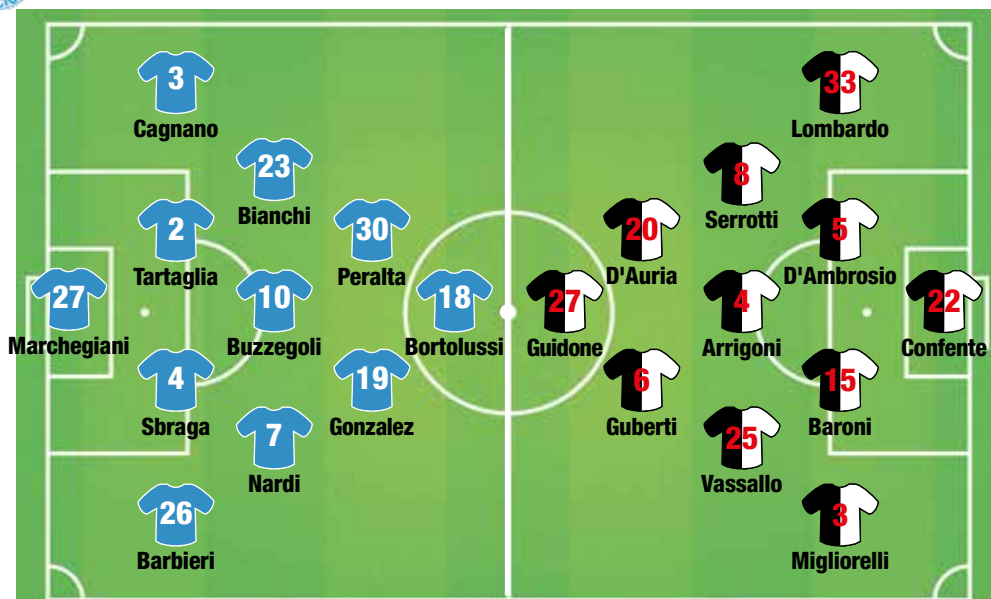 3
Cagnano
33
Lombardo
23
Bianchi
8
Serrotti
2
Tartaglia
30
Peralta
20
D'Auria
5
D'Ambrosio
27
Marchegiani
10
Buzzegoli
18
Bortolussi
27
Guidone
4
Arrigoni
22
Confente
4
Sbraga
19
Gonzalez
6
Guberti
15
Baroni
7
Nardi
25
Vassallo
26
Barbieri
3
Migliorelli